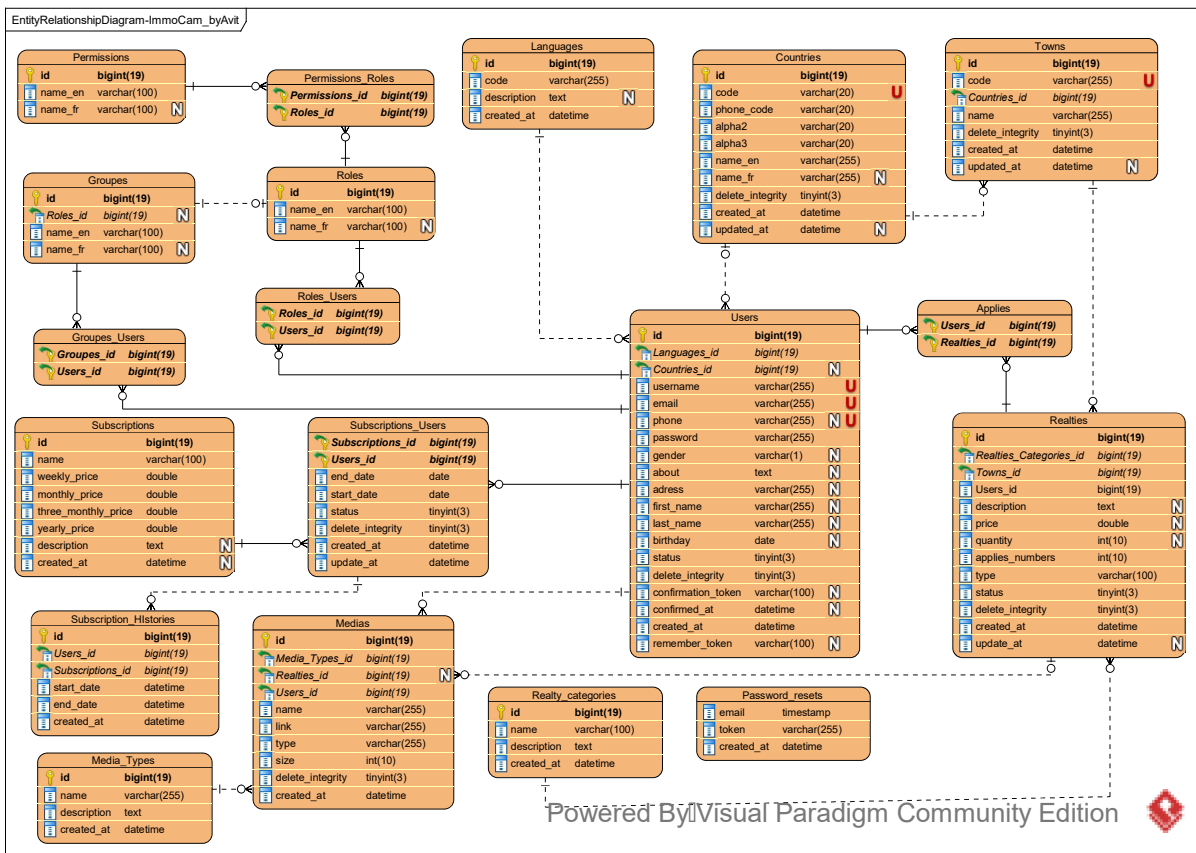 EntityRelationshipDiagram-ImmoCam_byAvit
Permissions
id bigint(19)
name_en varchar(100)
name_fr varchar(100) N
Permissions_Roles
Permissions_id bigint(19)
Roles_id bigint(19)
Languages
id bigint(19)
code varchar(255)
description text N
created_at datetime
Countries
id bigint(19)
code varchar(20) U
phone_code varchar(20)
alpha2 varchar(20)
alpha3 varchar(20)
name_en varchar(255)
name_fr varchar(255) N
delete_integrity tinyint(3)
created_at datetime
updated_at datetime N
Towns
id bigint(19)
code varchar(255) U
Countries_id bigint(19)
name varchar(255)
delete_integrity tinyint(3)
created_at datetime
updated_at datetime N
Groupes
id bigint(19)
Roles_id bigint(19) N
name_en varchar(100)
name_fr varchar(100) N
Roles
id bigint(19)
name_en varchar(100)
name_fr varchar(100) N
Roles_Users
Roles_id bigint(19)
Users_id bigint(19)
Groupes_Users
Groupes_id bigint(19)
Users_id bigint(19)
Users
id bigint(19)
Languages_id bigint(19)
Countries_id bigint(19) N
username varchar(255) U
email varchar(255) U
phone varchar(255) N U
password varchar(255)
gender varchar(1) N
about text N
adress varchar(255) N
first_name varchar(255) N
last_name varchar(255) N
birthday date N
status tinyint(3)
delete_integrity tinyint(3)
confirmation_token varchar(100) N
confirmed_at datetime N
created_at datetime
remember_token varchar(100) N
Applies
Users_id bigint(19)
Realties_id bigint(19)
Realties
id bigint(19)
Realties_Categories_id bigint(19)
Towns_id bigint(19)
Users_id bigint(19)
description text N
price double N
quantity int(10) N
applies_numbers int(10)
type varchar(100)
status tinyint(3)
delete_integrity tinyint(3)
created_at datetime
update_at datetime N
Subscriptions
id bigint(19)
name varchar(100)
weekly_price double
monthly_price double
three_monthly_price double
yearly_price double
description text N
created_at datetime N
Subscriptions_Users
Subscriptions_id bigint(19)
Users_id bigint(19)
end_date date
start_date date
status tinyint(3)
delete_integrity tinyint(3)
created_at datetime
update_at datetime
Subscription_HIstories
id bigint(19)
Users_id bigint(19)
Subscriptions_id bigint(19)
start_date datetime
end_date datetime
created_at datetime
Medias
id bigint(19)
Media_Types_id bigint(19)
Realties_id bigint(19) N
Users_id bigint(19)
name varchar(255)
link varchar(255)
type varchar(255)
size int(10)
delete_integrity tinyint(3)
created_at datetime
Realty_categories
id bigint(19)
name varchar(100)
description text
created_at datetime
Password_resets
email timestamp
token varchar(255)
created_at datetime
Media_Types
id bigint(19)
name varchar(255)
description text
created_at datetime
Powered By▯Visual Paradigm Community Edition